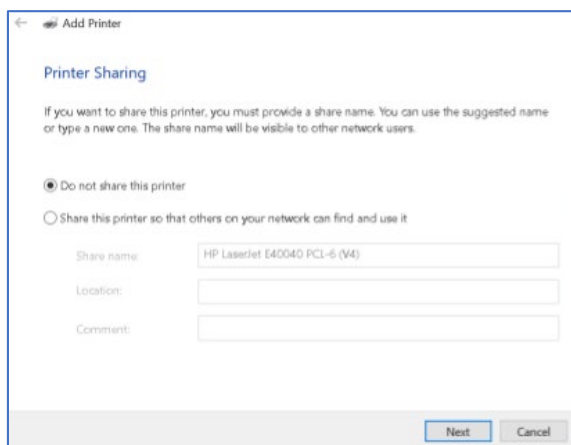 Add Printer
Printer Sharing
If you want to share this printer, you must provide a share name. You can use the suggested name
or type a new one. The share name will be visible to other network users.
Do not share this printer
Share this printer so that others on your network can find and use it
Share name: HP LaserJet E40040 PCL-6 (V4)
Location:
Comment:
Next Cancel